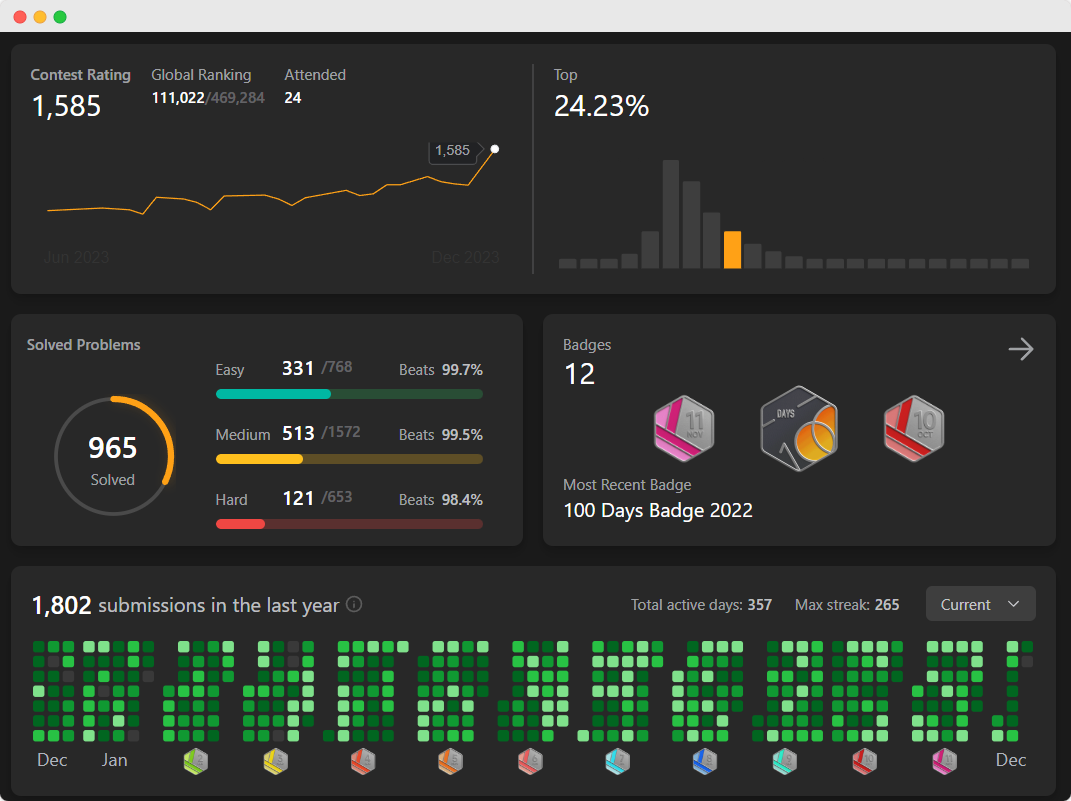 Contest Rating Global Ranking Attended
1,585 111,022/469,284 24
1,585
Jun 2023 Dec 2023
Top
24.23%
Solved Problems
965
Solved
Easy 331 /768 Beats 99.7%
Medium 513 /1572 Beats 99.5%
Hard 121 /653 Beats 98.4%
Badges
12
11
NOV
DAYS
10
OCT
Most Recent Badge
100 Days Badge 2022
1,802 submissions in the last year
Total active days: 357 Max streak: 265 Current
Dec Jan Dec